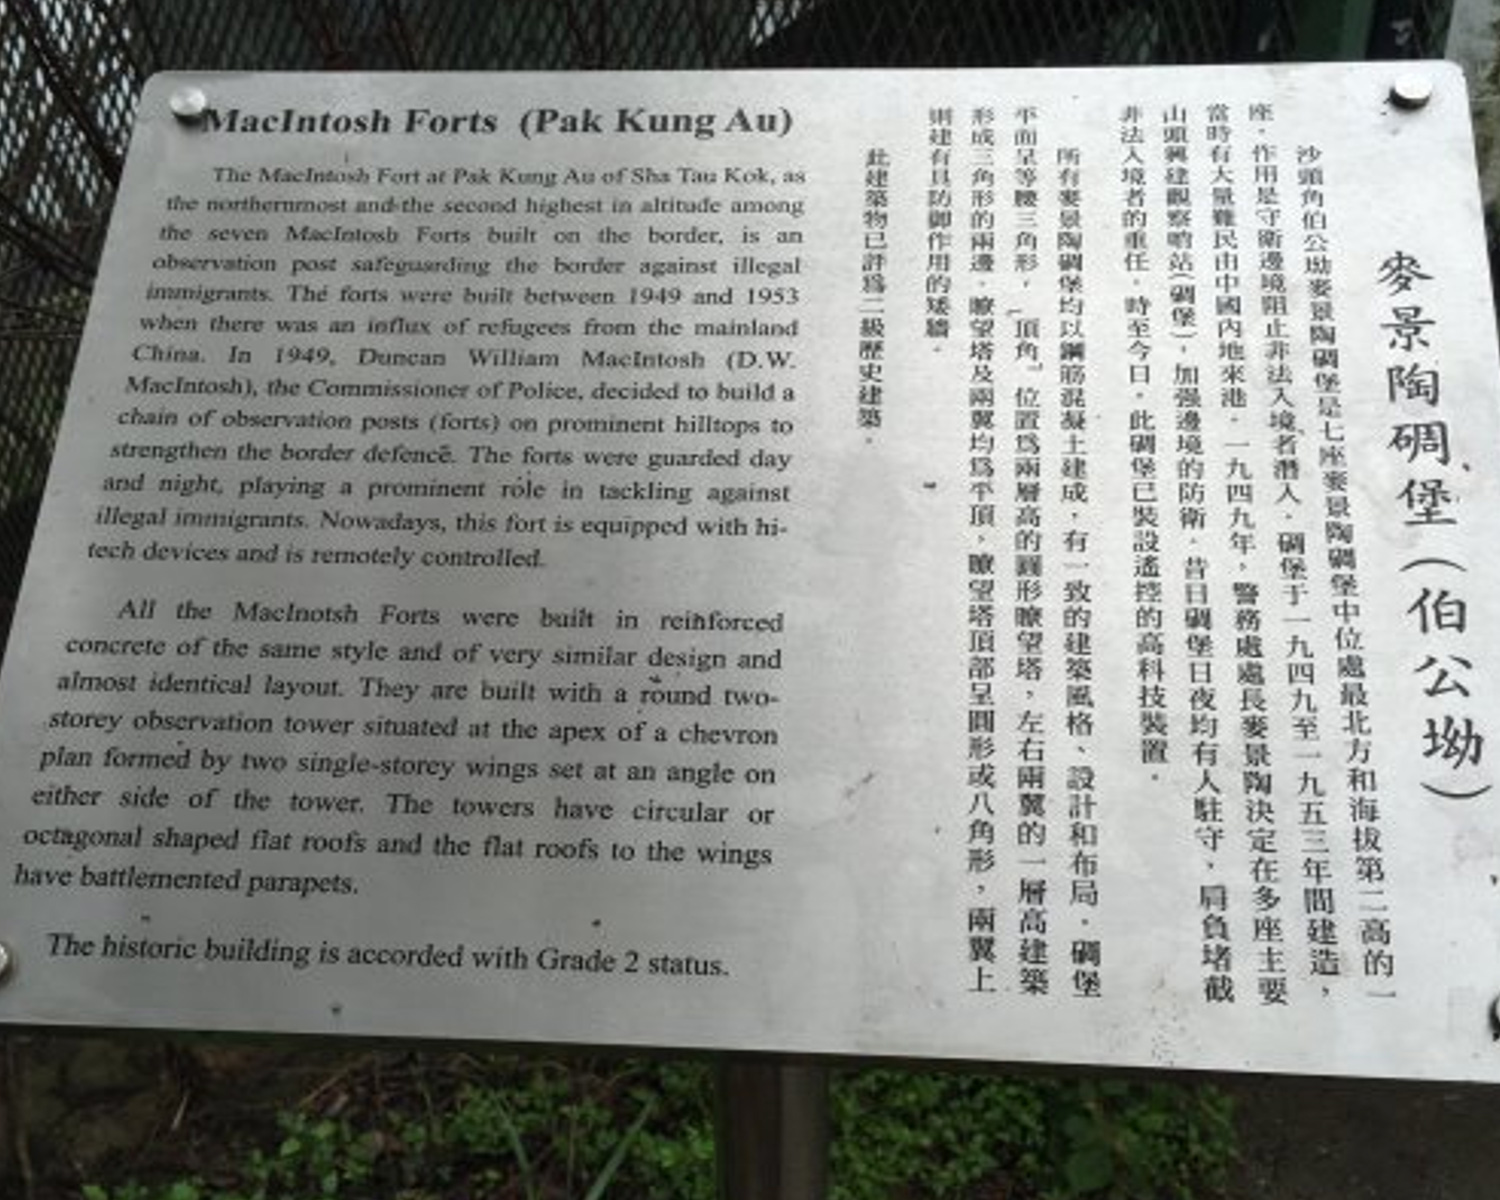 MacIntosh Forts (Pak Kung Au)
The MacIntosh Fort at Pak Kung Au of Sha Tau Kok, as
the northernmost and the second highest in altitude among
the seven MacIntosh Forts built on the border, is an
observation post safeguarding the border against illegal
immigrants. The forts were built between 1949 and 1953
when there was an influx of refugees from the mainland
China. In 1949, Duncan William MacIntosh (D.W.
MacIntosh), the Commissioner of Police, decided to build a
chain of observation posts (forts) on prominent hilltops to
strengthen the border defence. The forts were guarded day
and night, playing a prominent role in tackling against
illegal immigrants. Nowadays, this fort is equipped with hi-
tech devices and is remotely controlled.
All the MacInotsh Forts were built in reinforced
concrete of the same style and of very similar design and
almost identical layout. They are built with a round two-
storey observation tower situated at the apex of a chevron
plan formed by two single-storey wings set at an angle on
either side of the tower. The towers have circular or
octagonal shaped flat roofs and the flat roofs to the wings
have battlemented parapets.
The historic building is accorded with Grade 2 status.
麥景陶碉堡（伯公坳）
沙頭角伯公坳麥景陶碉堡是七座麥景陶碉堡中位處最北方和海拔第二高的一
座。作用是守衛邊境阻止非法入境者潛入。碉堡于一九四九至一九五三年間建造，
當時有大量難民由中國內地來港。一九四九年，警務處處長麥景陶決定在多座主要
山頭興建觀察哨站（碉堡），加强邊境的防衛。昔日碉堡日夜均有人駐守，肩負堵截
非法入境者的重任。時至今日，此碉堡已裝設遙控的高科技裝置。
所有麥景陶碉堡均以鋼筋混凝土建成，有一致的建築風格、設計和布局。碉堡
平面呈等腰三角形，「頂角」位置爲兩層高的圓形瞭望塔，左右兩翼的一層高建築
形成三角形的兩邊。瞭望塔及兩翼均爲平頂，瞭望塔頂部呈圓形或八角形，兩翼上
則建有具防御作用的矮牆。
此建築物已評爲二級歷史建築。